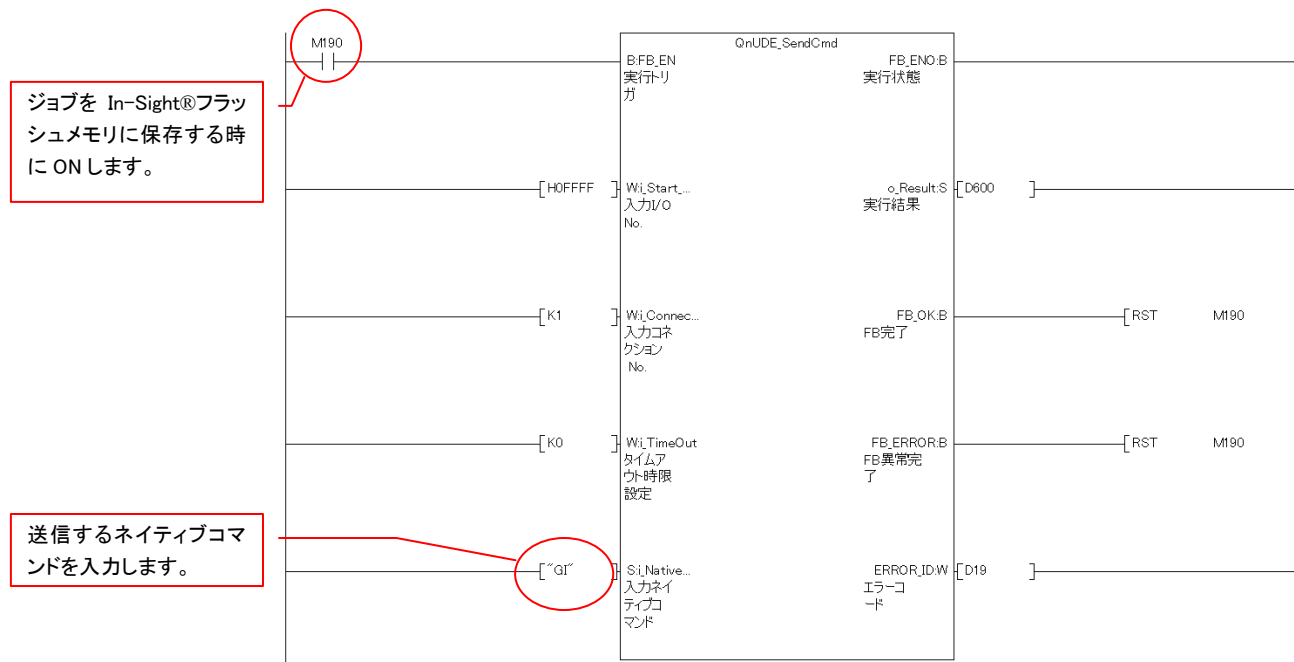 M190
QnUDE_SendCmd
B:FB_EN
実行トリ
ガ
FB_ENO:B
実行状態
ジョブを In-Sight®フラッ
シュメモリに保存する時
に ON します。
H0FFFF
W:i_Start_...
入力I/O
No.
o_Result:S
実行結果
D600
K1
W:i_Connec...
入力コネ
クション
No.
FB_OK:B
FB完了
RST M190
K0
W:i_TimeOut
タイムア
ウト時限
設定
FB_ERROR:B
FB異常完
了
RST M190
送信するネイティブコマ
ンドを入力します。
"GI"
S:i_Native...
入力ネイ
ティブコ
マンド
ERROR_ID:W
エラーコ
ード
D19